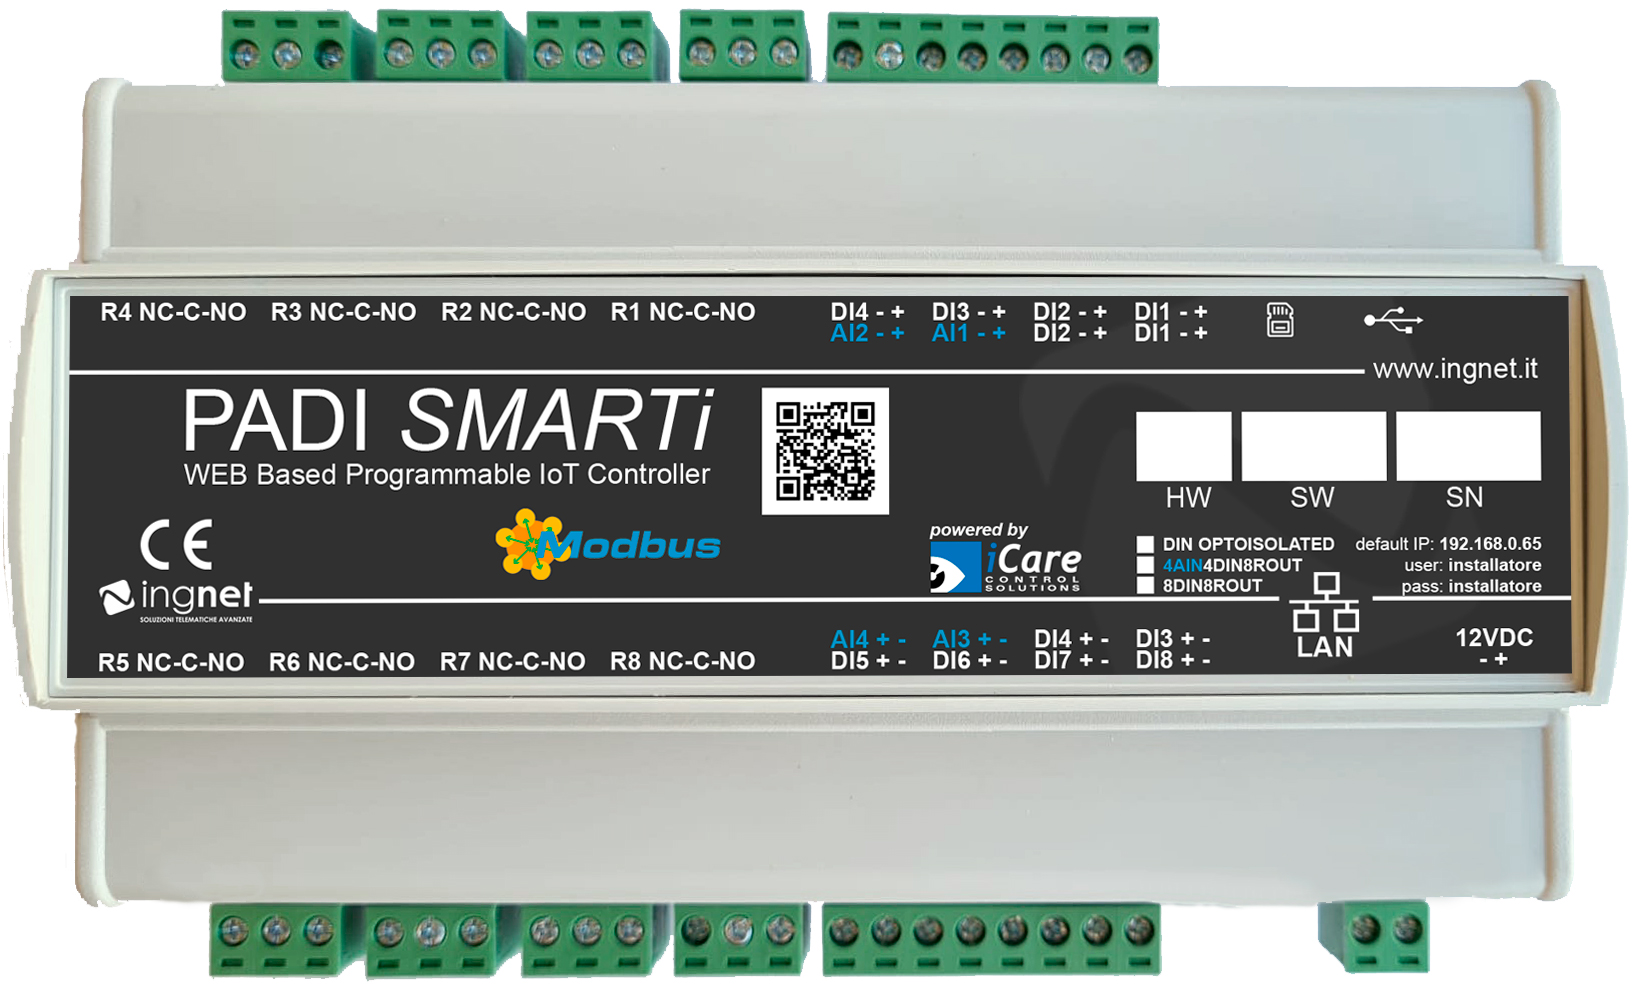 R4 NC-C-NO R3 NC-C-NO R2 NC-C-NO R1 NC-C-NO DI4 - + DI3 - + DI2 - + DI1 - +
AI2 - + AI1 - + DI2 - + DI1 - +
www.ingnet.it
PADI SMARTi
WEB Based Programmable IoT Controller
HW SW SN
CE
Modbus
powered by
iCare
CONTROL
SOLUTIONS
DIN OPTOISOLATED
4AIN4DIN8ROUT
8DIN8ROUT
default IP: 192.168.0.65
user: installatore
pass: installatore
ingnet
SOLUZIONI TELEMATICHE AVANZATE
LAN
12VDC
- +
AI4 + - AI3 + - DI4 + - DI3 + -
R5 NC-C-NO R6 NC-C-NO R7 NC-C-NO R8 NC-C-NO DI5 + - DI6 + - DI7 + - DI8 + -